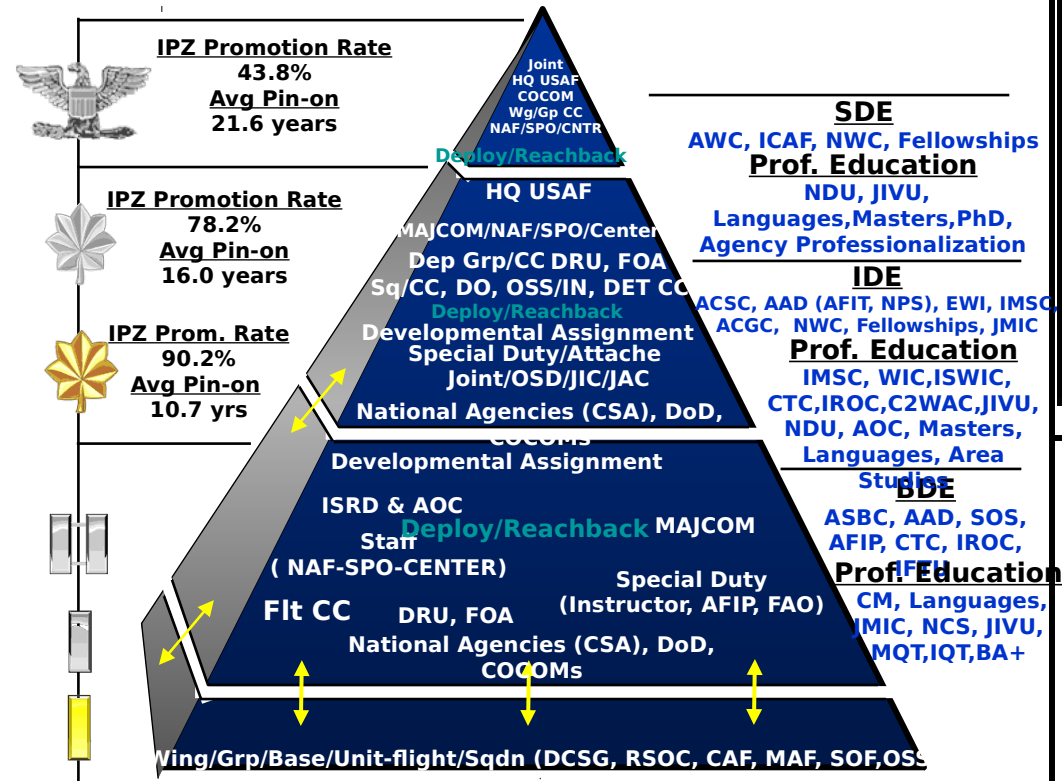 IPZ Promotion Rate
43.8%
Avg Pin-on
21.6 years
IPZ Promotion Rate
78.2%
Avg Pin-on
16.0 years
IPZ Prom. Rate
90.2%
Avg Pin-on
10.7 yrs
Joint
HQ USAF
COCOM
Wg/Gp CC
NAF/SPO/CNTR
Deploy/Reachback
HQ USAF
MAJCOM/NAF/SPO/Center
Dep Grp/CC DRU, FOA
Sq/CC, DO, OSS/IN, DET CC
Deploy/Reachback
Developmental Assignment
Special Duty/Attache
Joint/OSD/JIC/JAC
National Agencies (CSA), DoD,
COCOMs
Developmental Assignment
ISRD & AOC
Staff
( NAF-SPO-CENTER)
Deploy/Reachback
MAJCOM
Special Duty
(Instructor, AFIP, FAO)
Flt CC
DRU, FOA
National Agencies (CSA), DoD,
COCOMs
Wing/Grp/Base/Unit-flight/Sqdn (DCSG, RSOC, CAF, MAF, SOF,OSS
SDE
AWC, ICAF, NWC, Fellowships
Prof. Education
NDU, JIVU,
Languages,Masters,PhD,
Agency Professionalization
IDE
ACSC, AAD (AFIT, NPS), EWI, IMSC,
ACGC, NWC, Fellowships, JMIC
Prof. Education
IMSC, WIC,ISWIC,
CTC,IROC,C2WAC,JIVU,
NDU, AOC, Masters,
Languages, Area
Studies
BDE
ASBC, AAD, SOS,
AFIP, CTC, IROC,
Prof. Education
CM, Languages,
JMIC, NCS, JIVU,
MQT,IQT,BA+